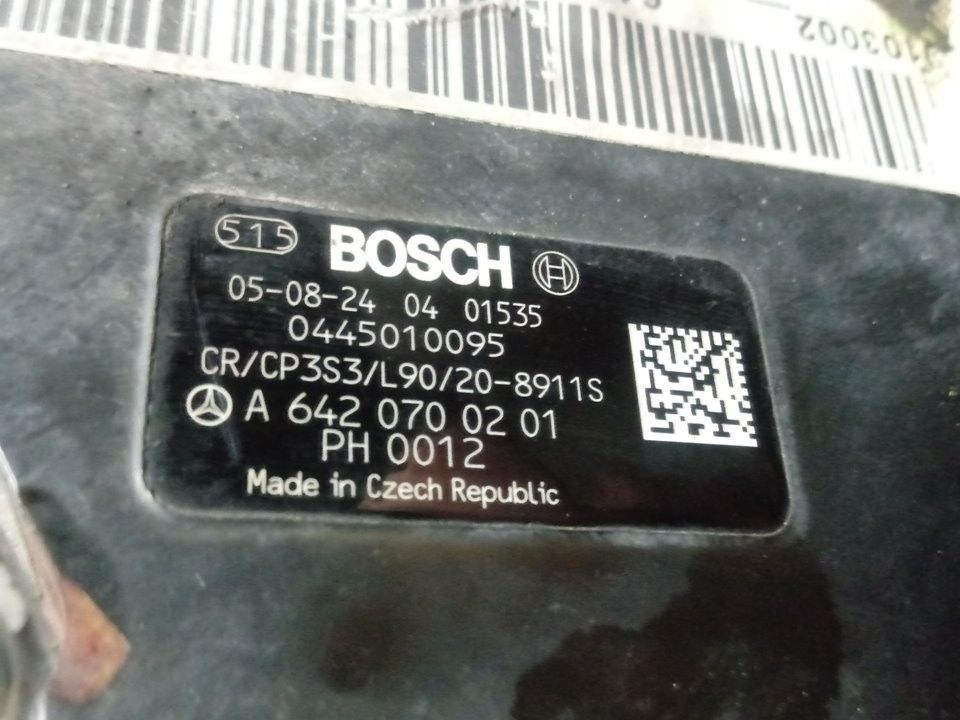 1103002
515 BOSCH
05-08-24 04 01535
0445010095
CR/CP3S3/L90/20-8911S
A 642 070 02 01
PH 0012
Made in Czech Republic